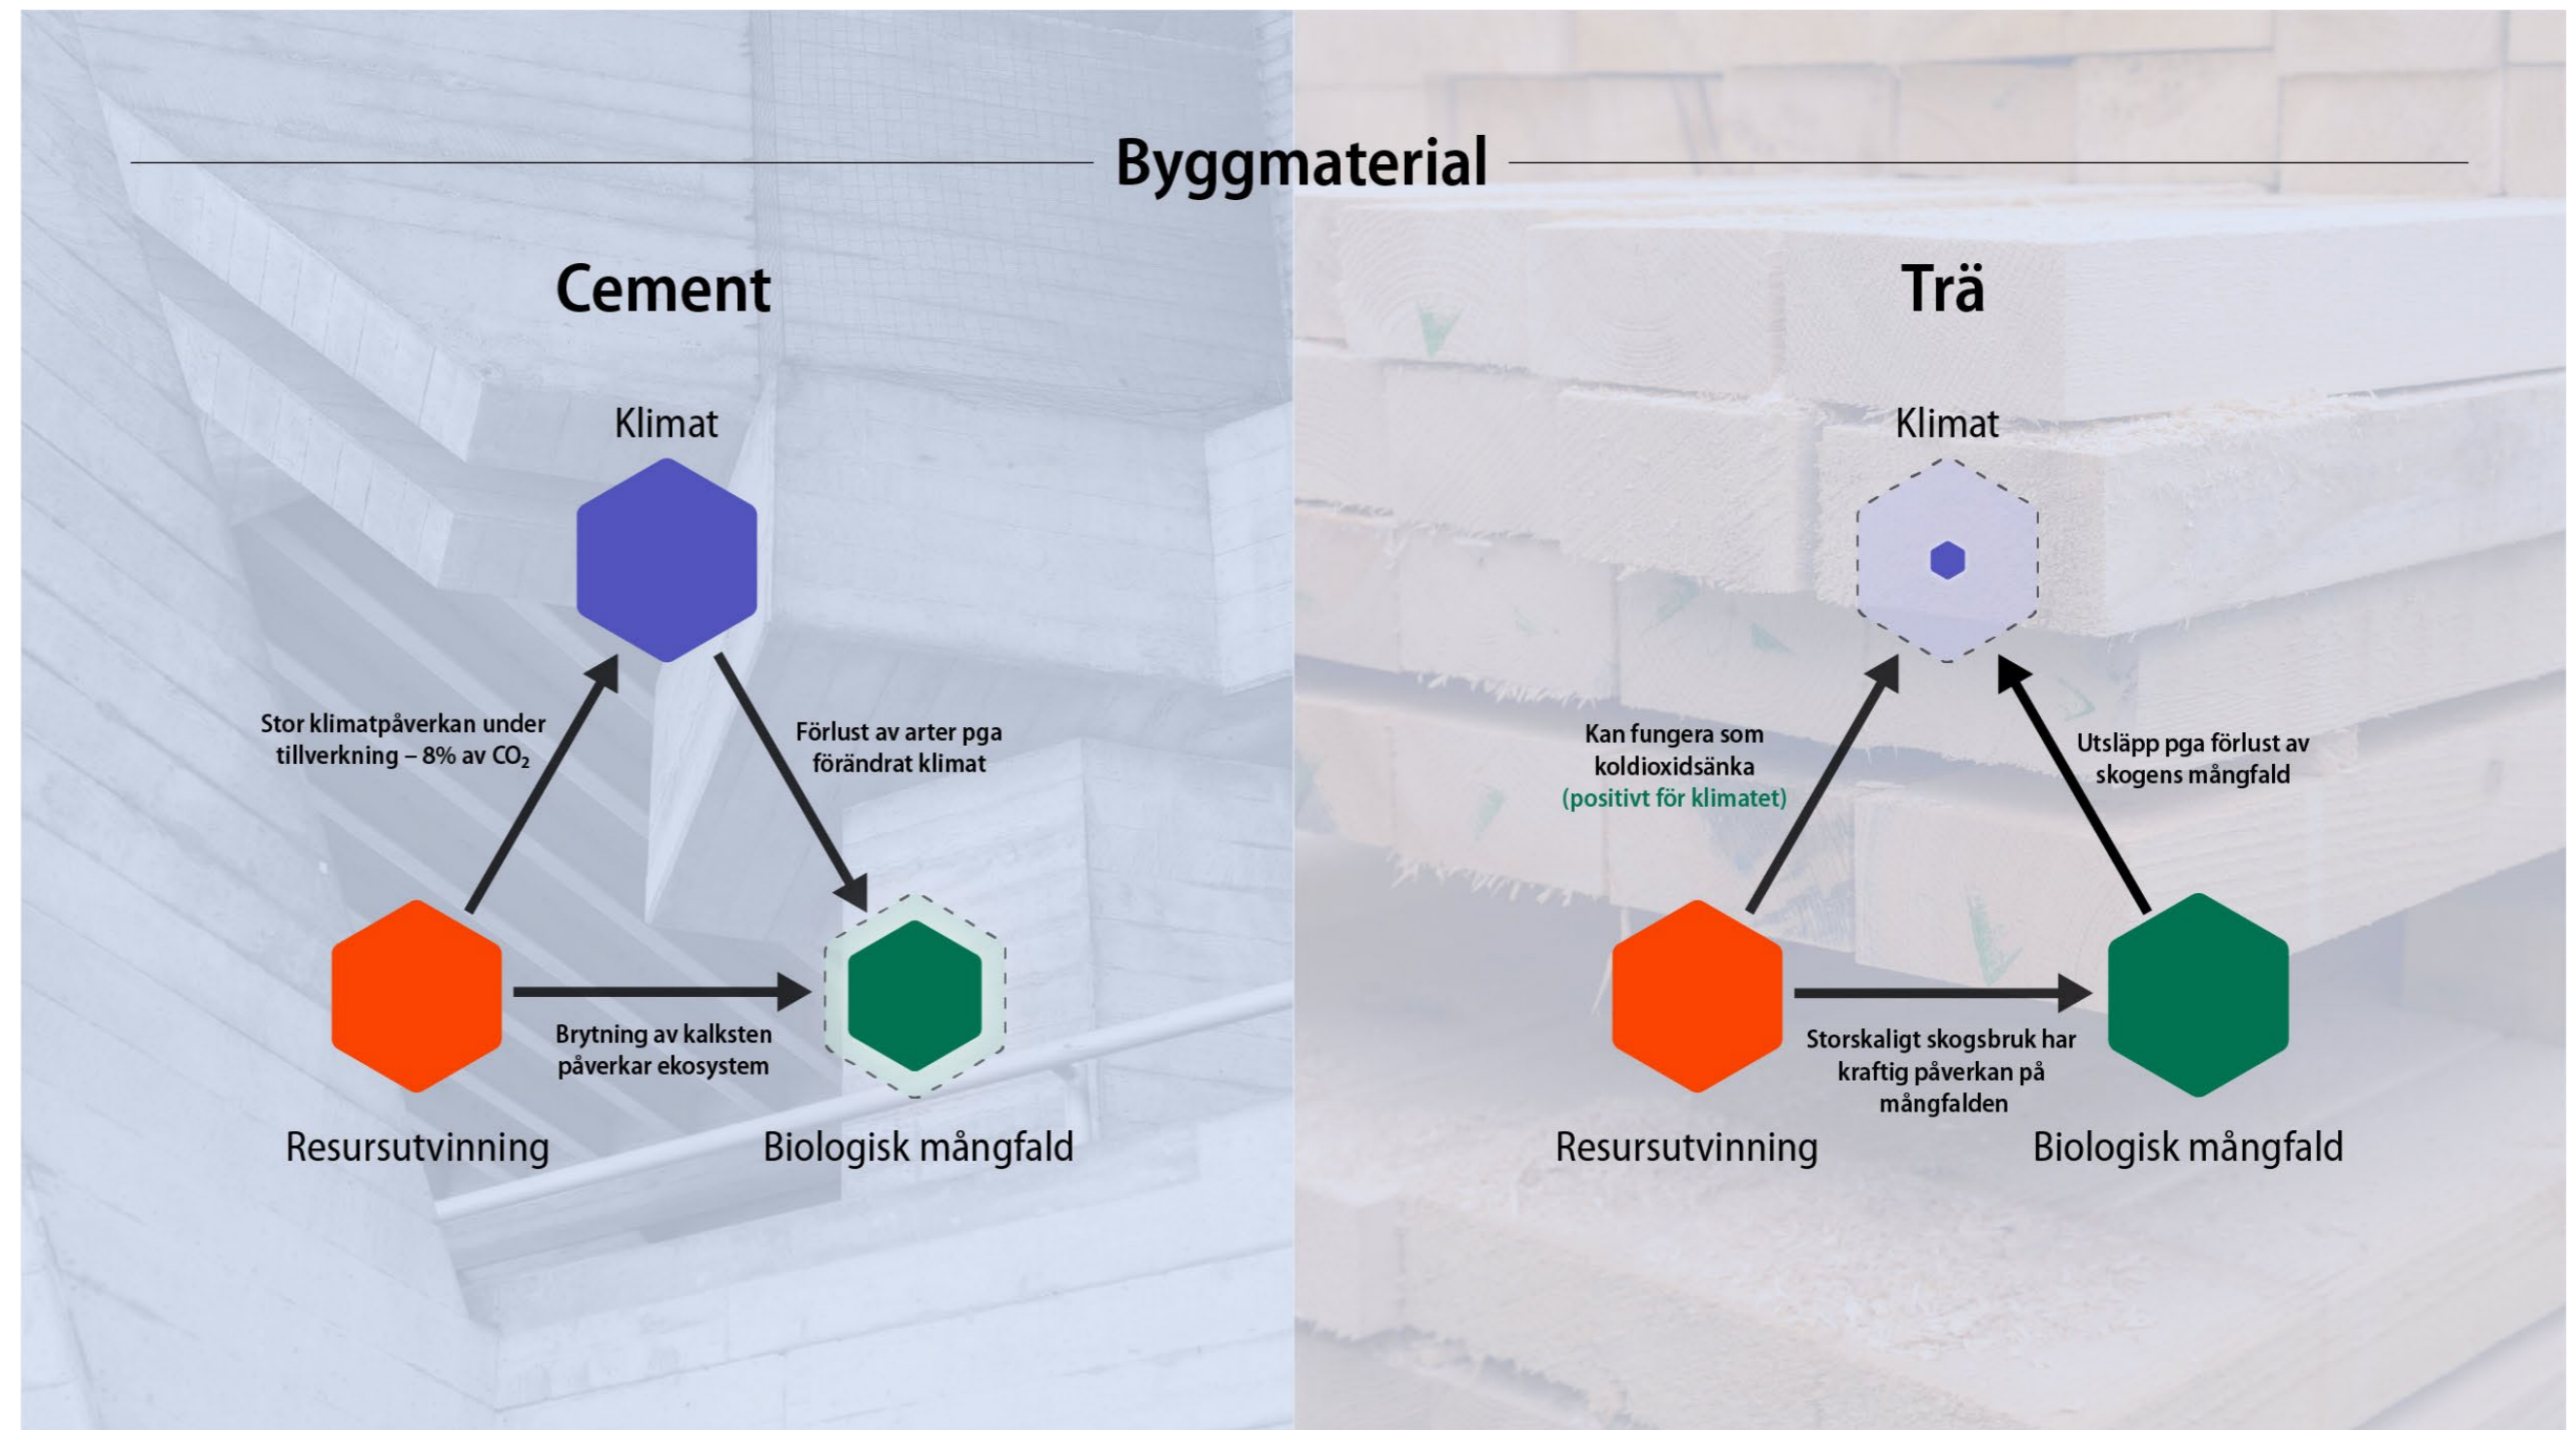 Byggmaterial
Cement
Klimat
Stor klimatpåverkan under
tillverkning – 8% av CO₂
Förlust av arter pga
förändrat klimat
Brytning av kalksten
påverkar ekosystem
Resursutvinning
Biologisk mångfald
Trä
Klimat
Kan fungera som
koldioxidsänka
(positivt för klimatet)
Utsläpp pga förlust av
skogens mångfald
Storskaligt skogsbruk har
kraftig påverkan på
mångfalden
Resursutvinning
Biologisk mångfald